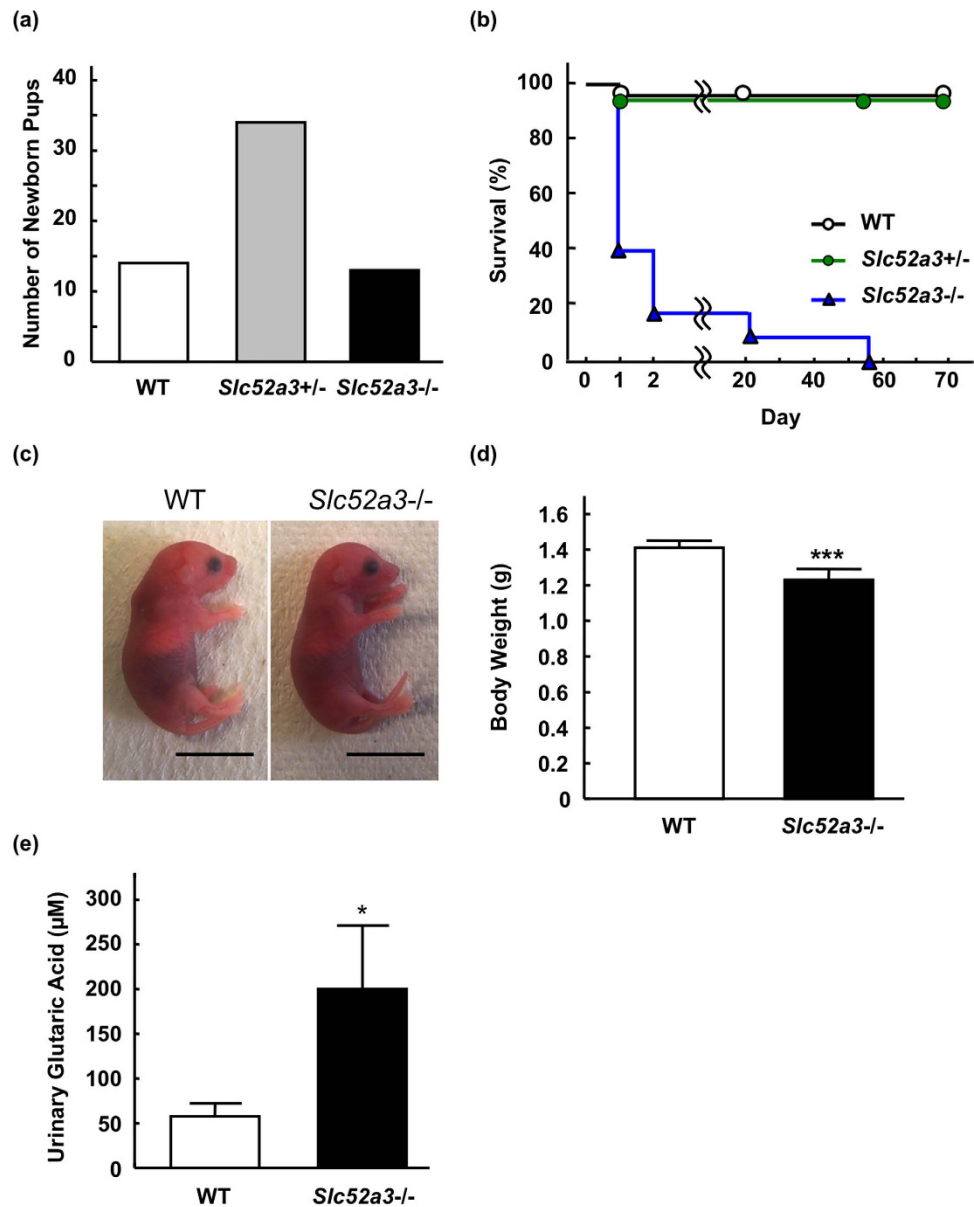 (a)
Number of Newborn Pups
40
30
20
10
0
WT Slc52a3+/- Slc52a3-/-
(b)
Survival (%)
100
80
60
40
20
0
WT
Slc52a3+/-
Slc52a3-/-
0 1 2 20 40 60 70
Day
(c)
WT Slc52a3-/-
(d)
Body Weight (g)
1.6
1.4
1.2
1.0
0.8
0.6
0.4
0.2
0
***
WT Slc52a3-/-
(e)
Urinary Glutaric Acid (µM)
300
250
200
150
100
50
0
*
WT Slc52a3-/-